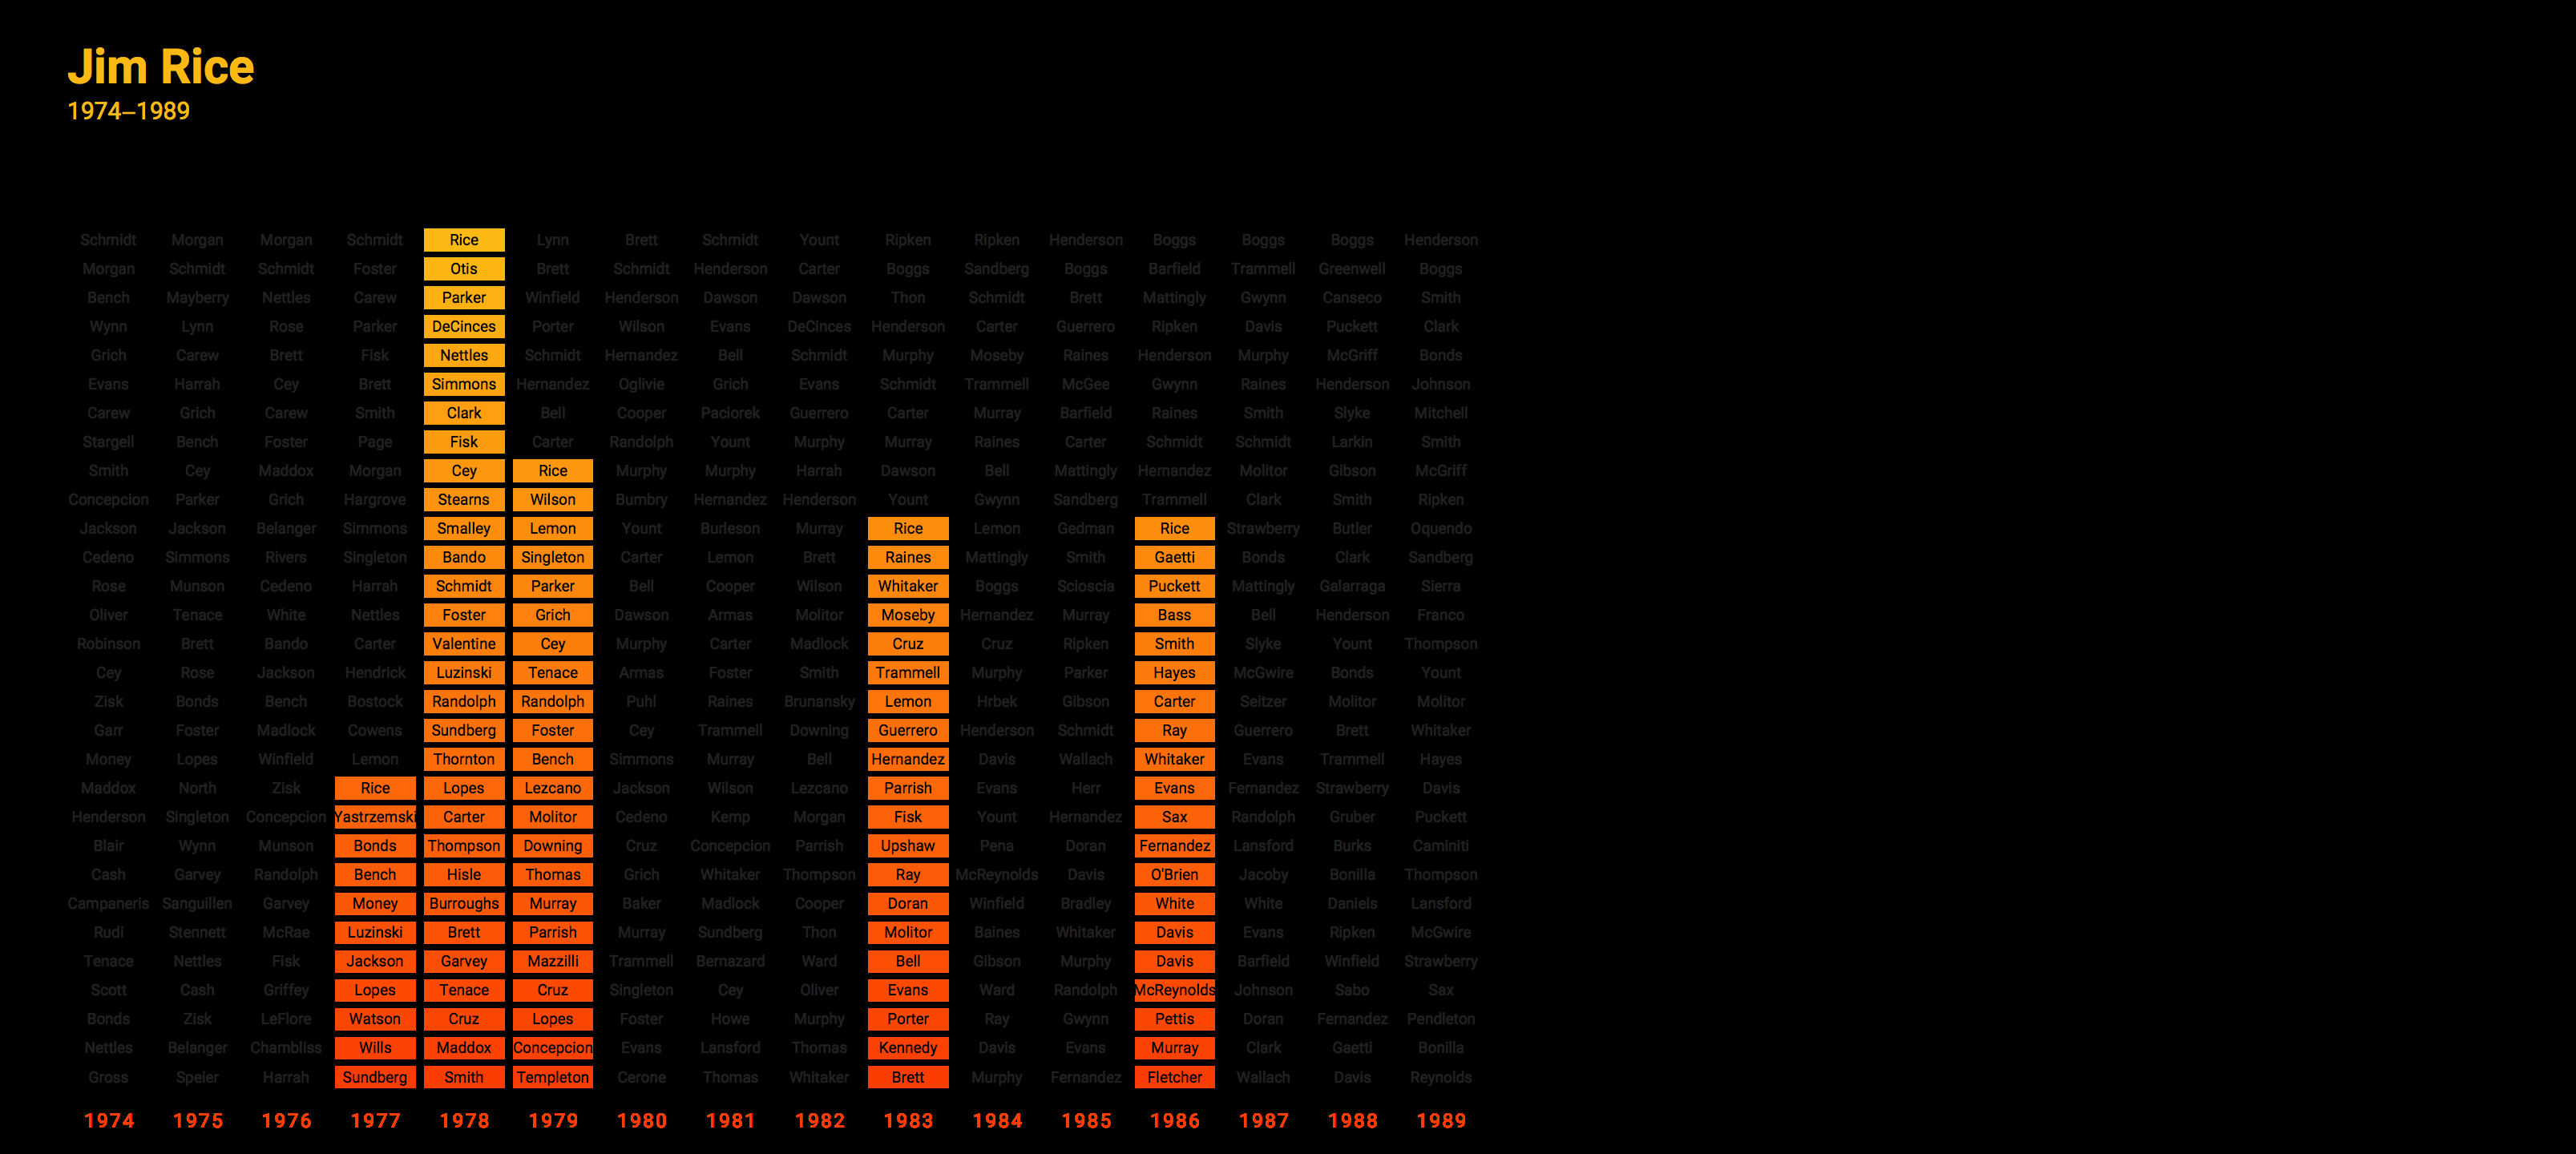 Jim Rice
1974–1989
Schmidt Morgan Morgan Schmidt Rice Lynn Brett Schmidt Yount Ripken Ripken Henderson Boggs Boggs Boggs Henderson
Morgan Schmidt Schmidt Foster Otis Brett Schmidt Henderson Carter Boggs Sandberg Boggs Barfield Trammell Greenwell Boggs
Bench Mayberry Nettles Carew Parker Winfield Henderson Dawson Dawson Thon Schmidt Brett Mattingly Gwynn Canseco Smith
Wynn Lynn Rose Parker DeCinces Porter Wilson Evans DeCinces Henderson Carter Guerrero Ripken Davis Puckett Clark
Grich Carew Brett Fisk Nettles Schmidt Hernandez Bell Schmidt Murphy Moseby Raines Henderson Murphy McGriff Bonds
Evans Harrah Cey Brett Simmons Hernandez Oglivie Grich Evans Schmidt Trammell McGee Gwynn Raines Henderson Johnson
Carew Grich Carew Smith Clark Bell Cooper Paciorek Guerrero Carter Murray Barfield Raines Smith Slyke Mitchell
Stargell Bench Foster Page Fisk Carter Randolph Yount Murphy Murray Raines Carter Schmidt Schmidt Larkin Smith
Smith Cey Maddox Morgan Cey Rice Murphy Murphy Harrah Dawson Bell Mattingly Hernandez Molitor Gibson McGriff
Concepcion Parker Grich Hargrove Stearns Wilson Bumbry Hernandez Henderson Yount Gwynn Sandberg Trammell Clark Smith Ripken
Jackson Jackson Belanger Simmons Smalley Lemon Yount Burleson Murray Rice Lemon Gedman Rice Strawberry Butler Oquendo
Cedeno Simmons Rivers Singleton Bando Singleton Carter Lemon Brett Raines Mattingly Smith Gaetti Bonds Clark Sandberg
Rose Munson Cedeno Harrah Schmidt Parker Bell Cooper Wilson Whitaker Boggs Scioscia Puckett Mattingly Galarraga Sierra
Oliver Tenace White Nettles Foster Grich Dawson Armas Molitor Moseby Hernandez Murray Bass Bell Henderson Franco
Robinson Brett Bando Carter Valentine Cey Murphy Carter Madlock Cruz Cruz Ripken Smith Slyke Yount Thompson
Cey Rose Jackson Hendrick Luzinski Tenace Armas Foster Smith Trammell Murphy Parker Hayes McGwire Bonds Yount
Zisk Bonds Bench Bostock Randolph Randolph Puhl Raines Brunansky Lemon Hrbek Gibson Carter Seitzer Molitor Molitor
Garr Foster Madlock Cowens Sundberg Foster Cey Trammell Downing Guerrero Henderson Schmidt Ray Guerrero Brett Whitaker
Money Lopes Winfield Lemon Thornton Bench Simmons Murray Bell Hernandez Davis Wallach Whitaker Evans Trammell Hayes
Maddox North Zisk Rice Lopes Lezcano Jackson Wilson Lezcano Parrish Evans Herr Evans Fernandez Strawberry Davis
Henderson Singleton Concepcion Yastrzemski Carter Molitor Cedeno Kemp Morgan Fisk Yount Hernandez Sax Randolph Gruber Puckett
Blair Wynn Munson Bonds Thompson Downing Cruz Concepcion Parrish Upshaw Pena Doran Fernandez Lansford Burks Caminiti
Cash Garvey Randolph Bench Hisle Thomas Grich Whitaker Thompson Ray McReynolds Davis O'Brien Jacoby Bonilla Thompson
Campaneris Sanguillen Garvey Money Burroughs Murray Baker Madlock Cooper Doran Winfield Bradley White White Daniels Lansford
Rudi Stennett McRae Luzinski Brett Parrish Murray Sundberg Thon Molitor Baines Whitaker Davis Evans Ripken McGwire
Tenace Nettles Fisk Jackson Garvey Mazzilli Trammell Bernazard Ward Bell Gibson Murphy Davis Barfield Winfield Strawberry
Scott Cash Griffey Lopes Tenace Cruz Singleton Cey Oliver Evans Ward Randolph McReynolds Johnson Sabo Sax
Bonds Zisk LeFlore Watson Cruz Lopes Foster Howe Murphy Porter Ray Gwynn Pettis Doran Fernandez Pendleton
Nettles Belanger Chambliss Wills Maddox Concepcion Evans Lansford Thomas Kennedy Davis Evans Murray Clark Gaetti Bonilla
Gross Speier Harrah Sundberg Smith Templeton Cerone Thomas Whitaker Brett Murphy Fernandez Fletcher Wallach Davis Reynolds
1974 1975 1976 1977 1978 1979 1980 1981 1982 1983 1984 1985 1986 1987 1988 1989